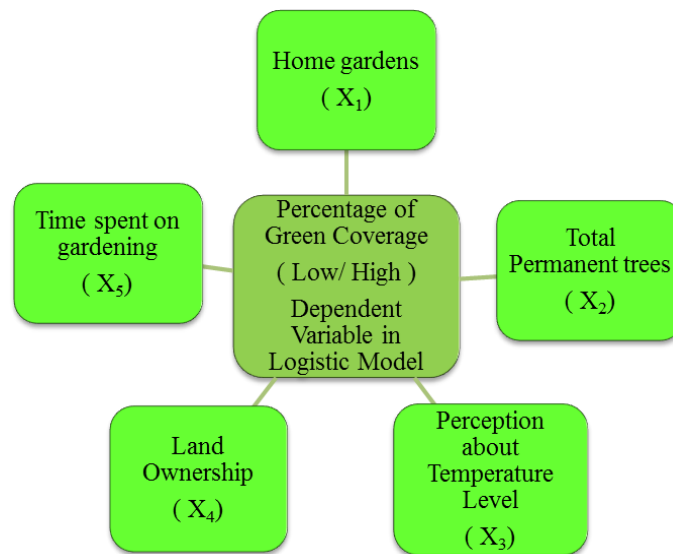 Home gardens
( X₁)
Percentage of
Green Coverage
( Low/ High )
Dependent
Variable in
Logistic Model
Total
Permanent trees
( X₂)
Perception
about
Temperature
Level
( X₃)
Land
Ownership
( X₄)
Time spent on
gardening
( X₅)